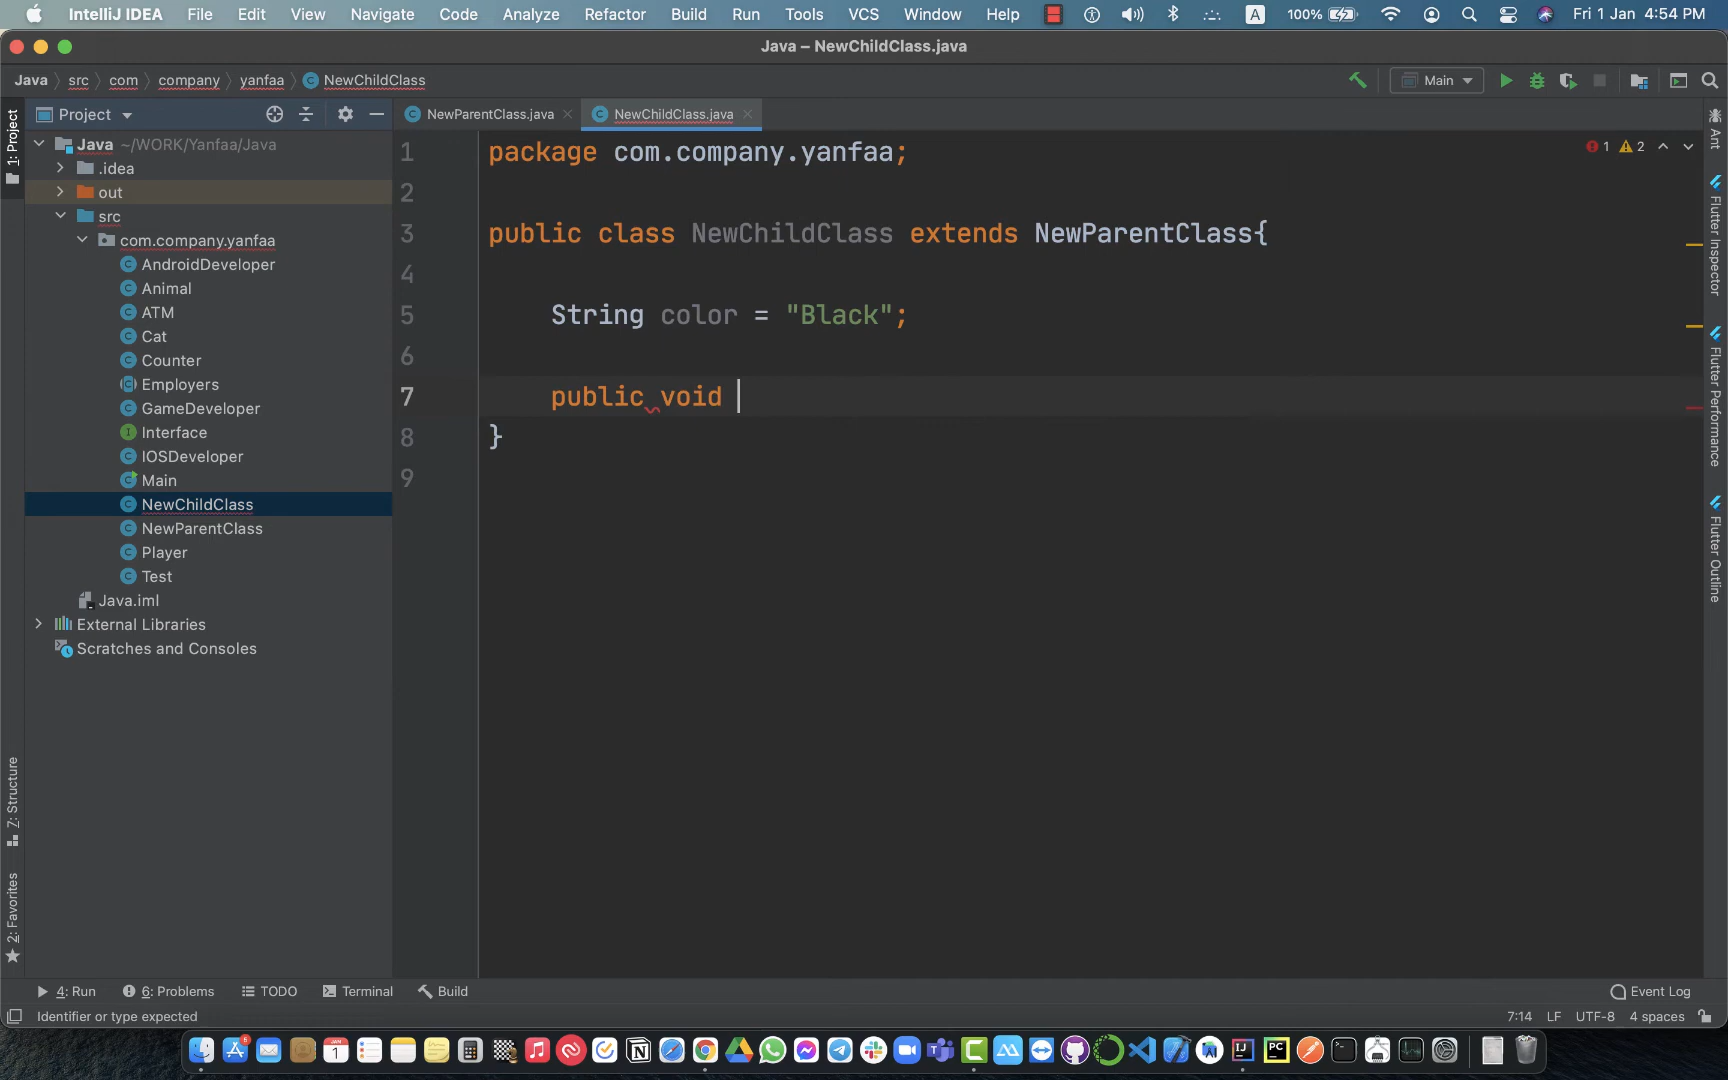 IntelliJ IDEA File Edit View Navigate Code Analyze Refactor Build Run Tools VCS Window Help A 100% Fri 1 Jan 4:54 PM
Java – NewChildClass.java
Java src com company yanfaa NewChildClass Main
Project NewParentClass.java NewChildClass.java
1: Project
Java ~/WORK/Yanfaa/Java
.idea
out
src
com.company.yanfaa
AndroidDeveloper
Animal
ATM
Cat
Counter
Employers
GameDeveloper
Interface
IOSDeveloper
Main
NewChildClass
NewParentClass
Player
Test
Java.iml
External Libraries
Scratches and Consoles
Z: Structure
2: Favorites
1 package com.company.yanfaa;
2
3 public class NewChildClass extends NewParentClass{
4
5 String color = "Black";
6
7 public void
8 }
9
1 2
Ant
Flutter Inspector
Flutter Performance
Flutter Outline
4: Run 6: Problems TODO Terminal Build Event Log
Identifier or type expected 7:14 LF UTF-8 4 spaces